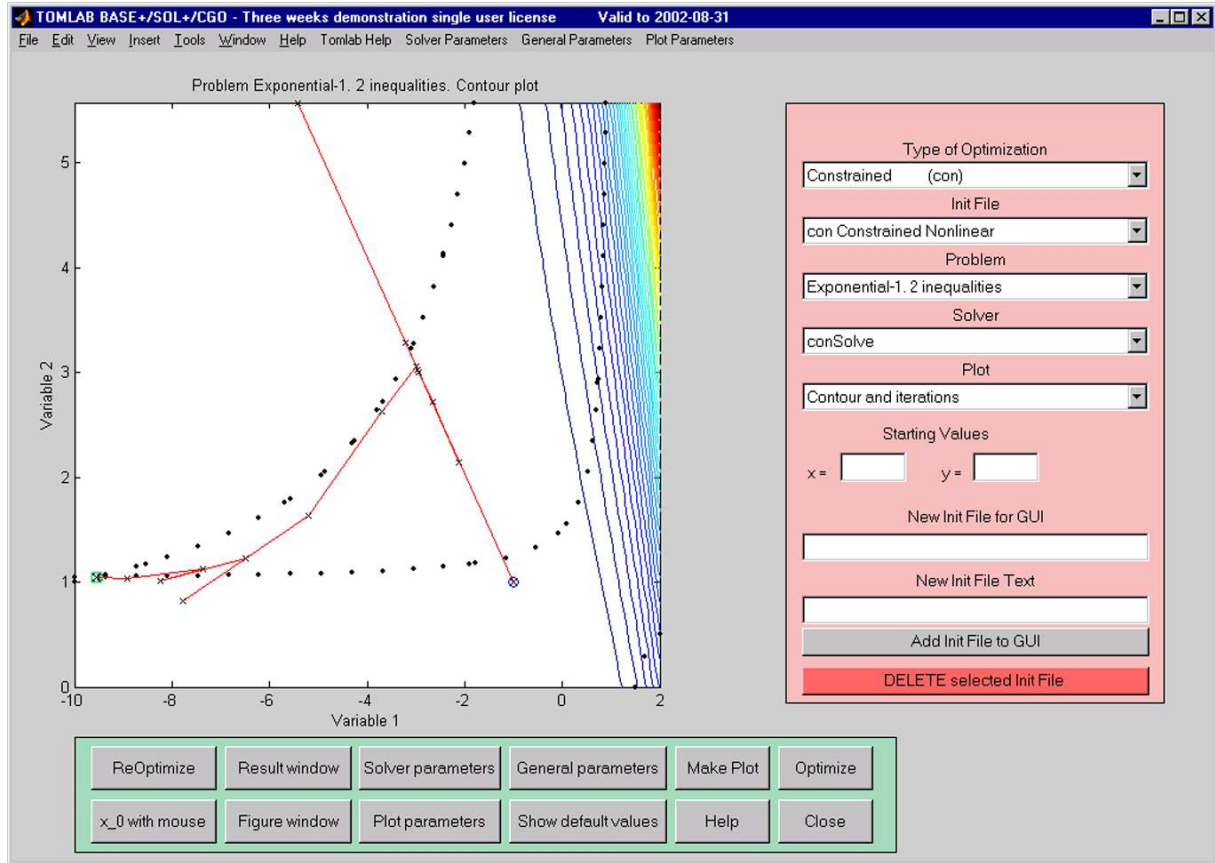 TOMLAB BASE+/SOL+/CGO - Three weeks demonstration single user license Valid to 2002-08-31
File Edit View Insert Tools Window Help Tomlab Help Solver Parameters General Parameters Plot Parameters
Problem Exponential-1. 2 inequalities. Contour plot
5
4
3
2
1
0
Variable 2
-10 -8 -6 -4 -2 0 2
Variable 1
Type of Optimization
Constrained (con)
Init File
con Constrained Nonlinear
Problem
Exponential-1. 2 inequalities
Solver
conSolve
Plot
Contour and iterations
Starting Values
x = y =
New Init File for GUI
New Init File Text
Add Init File to GUI
DELETE selected Init File
ReOptimize Result window Solver parameters General parameters Make Plot Optimize
x_0 with mouse Figure window Plot parameters Show default values Help Close